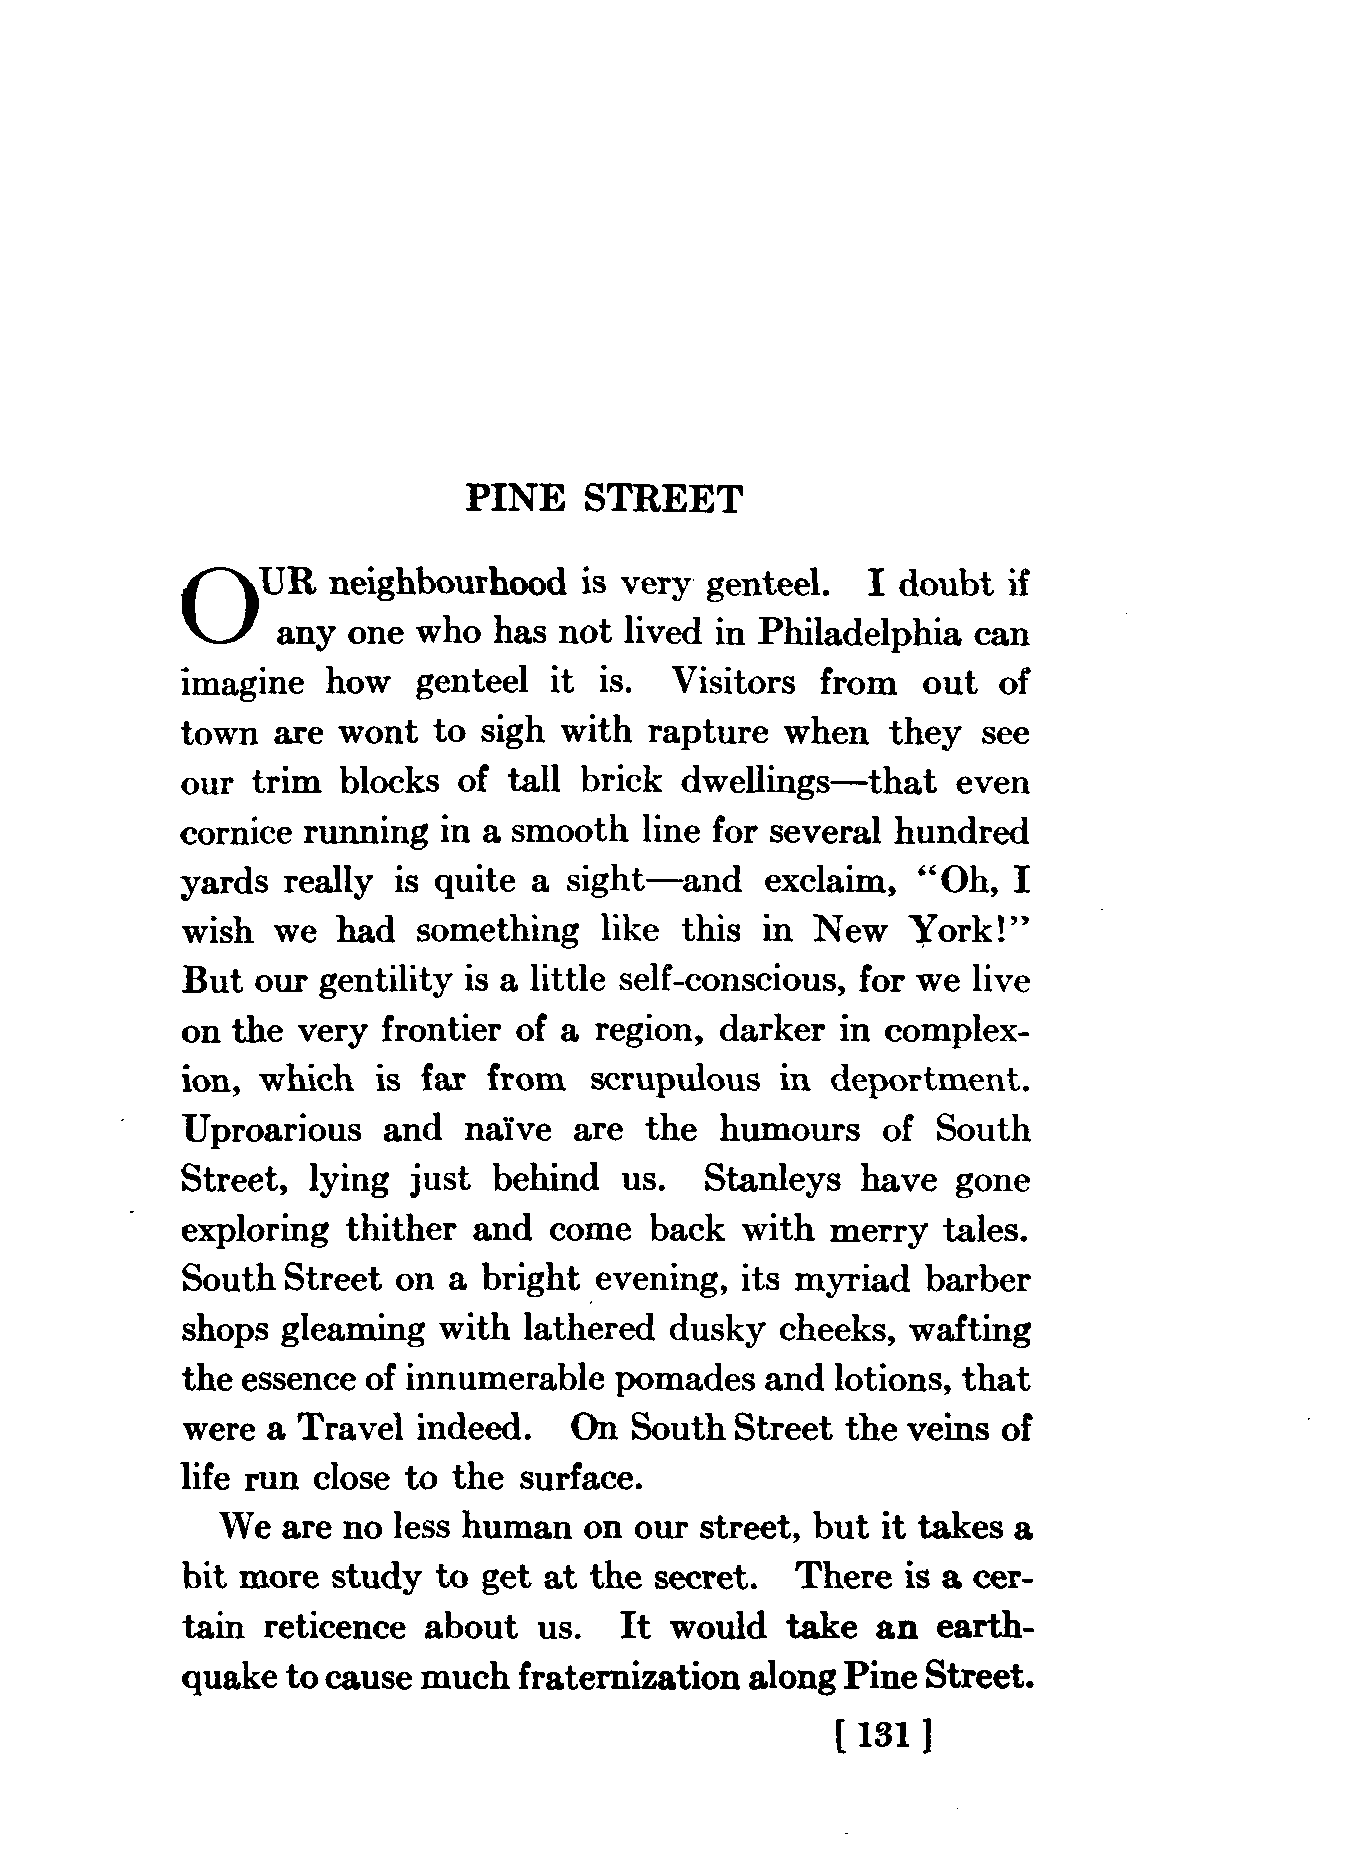 PINE STREET
OUR neighbourhood is very genteel. I doubt if
any one who has not lived in Philadelphia can
imagine how genteel it is. Visitors from out of
town are wont to sigh with rapture when they see
our trim blocks of tall brick dwellings—that even
cornice running in a smooth line for several hundred
yards really is quite a sight—and exclaim, “Oh, I
wish we had something like this in New York!”
But our gentility is a little self-conscious, for we live
on the very frontier of a region, darker in complex-
ion, which is far from scrupulous in deportment.
Uproarious and naïve are the humours of South
Street, lying just behind us. Stanleys have gone
exploring thither and come back with merry tales.
South Street on a bright evening, its myriad barber
shops gleaming with lathered dusky cheeks, wafting
the essence of innumerable pomades and lotions, that
were a Travel indeed. On South Street the veins of
life run close to the surface.
We are no less human on our street, but it takes a
bit more study to get at the secret. There is a cer-
tain reticence about us. It would take an earth-
quake to cause much fraternization along Pine Street.
[ 131 ]